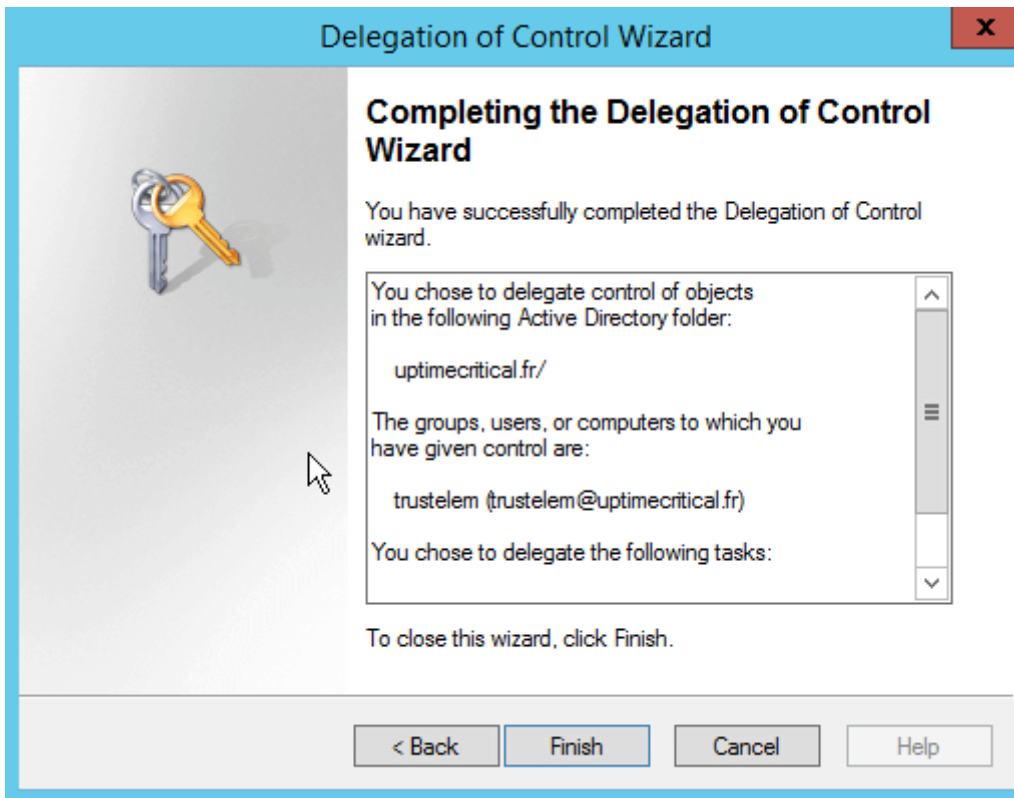 Delegation of Control Wizard
x
Completing the Delegation of Control
Wizard
You have successfully completed the Delegation of Control
wizard.
You chose to delegate control of objects
in the following Active Directory folder:
uptimecritical.fr/
The groups, users, or computers to which you
have given control are:
trustelem (trustelem@uptimecritical.fr)
You chose to delegate the following tasks:
To close this wizard, click Finish.
< Back
Finish
Cancel
Help